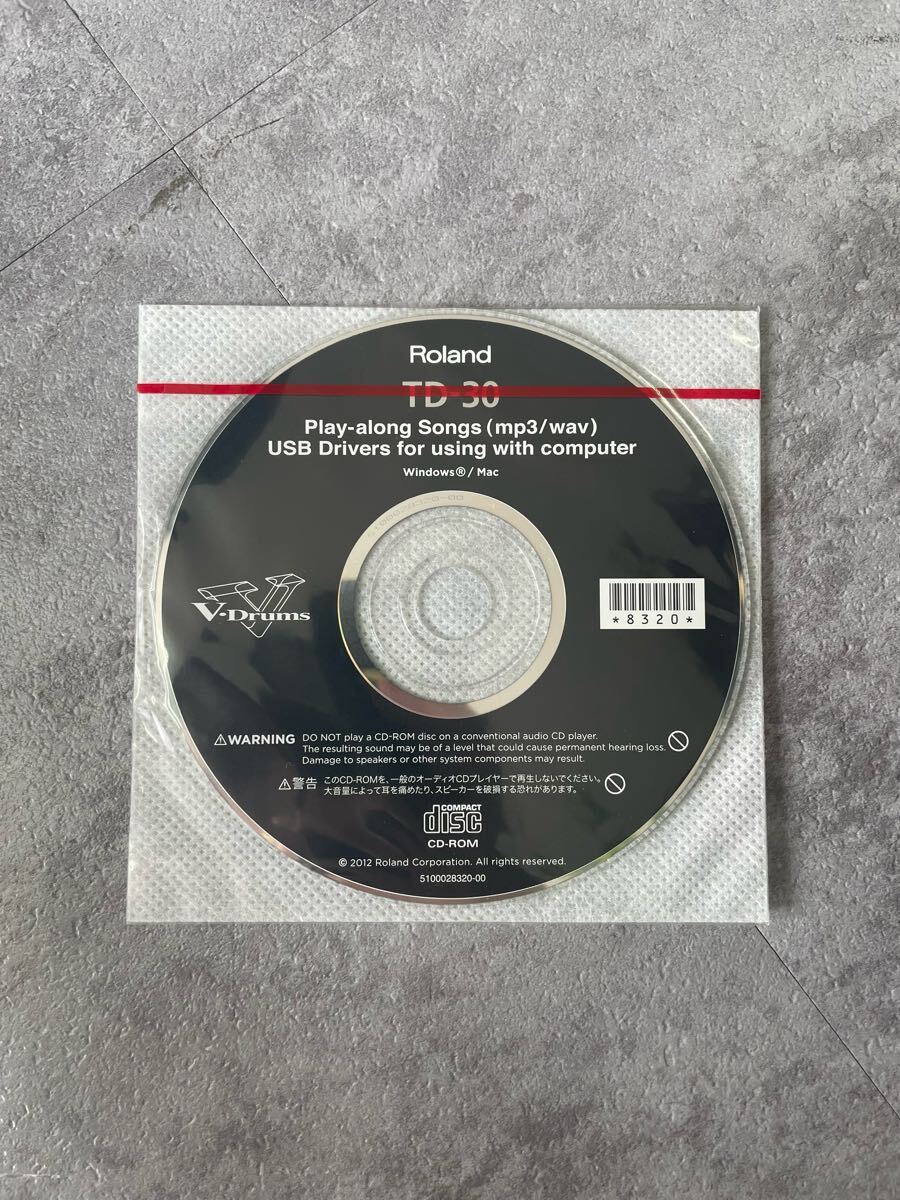 Roland
TD-30
Play-along Songs (mp3/wav)
USB Drivers for using with computer
Windows® / Mac
V-Drums
*8320*
⚠WARNING DO NOT play a CD-ROM disc on a conventional audio CD player.
The resulting sound may be of a level that could cause permanent hearing loss.
Damage to speakers or other system components may result.
⚠警告 このCD-ROMを、一般のオーディオCDプレイヤーで再生しないでください。
大音量によって耳を痛めたり、スピーカーを破損する恐れがあります。
COMPACT
disc
CD-ROM
© 2012 Roland Corporation. All rights reserved.
5100028320-00